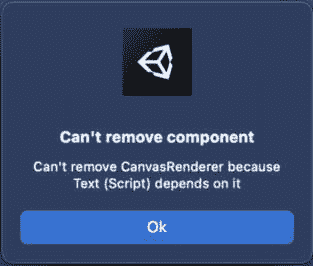 Can't remove component
Can't remove CanvasRenderer because
Text (Script) depends on it
Ok